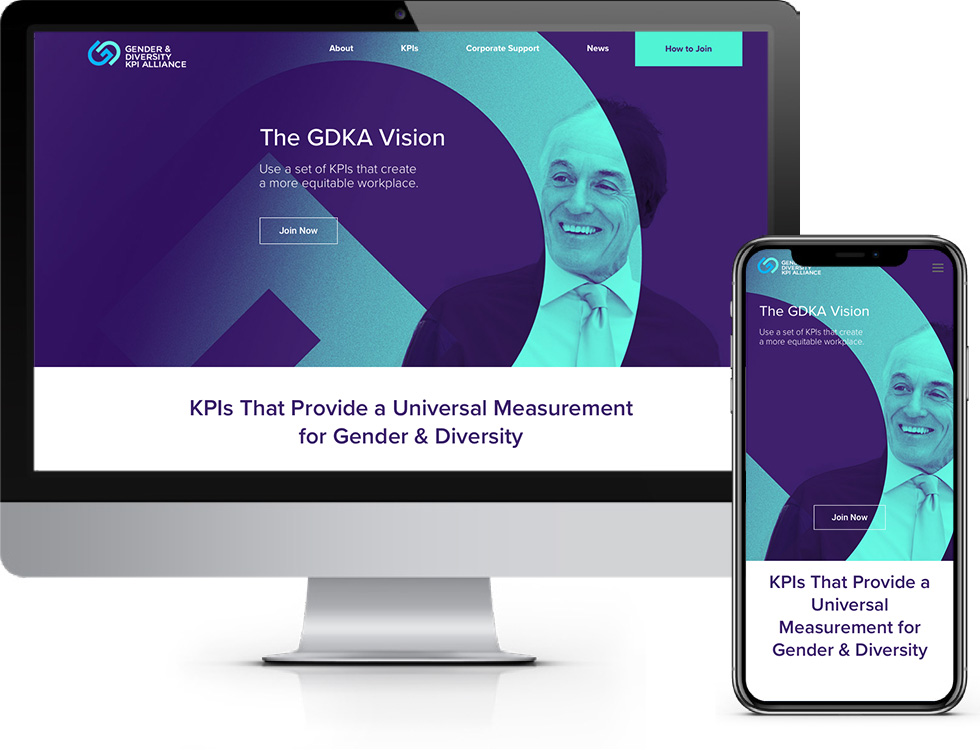 GENDER &
DIVERSITY
KPI ALLIANCE
About KPIs Corporate Support News How to Join
The GDKA Vision
Use a set of KPIs that create
a more equitable workplace.
Join Now
KPIs That Provide a Universal Measurement
for Gender & Diversity
GENDER &
DIVERSITY
KPI ALLIANCE
The GDKA Vision
Use a set of KPIs that create
a more equitable workplace.
Join Now
KPIs That Provide a
Universal
Measurement for
Gender & Diversity